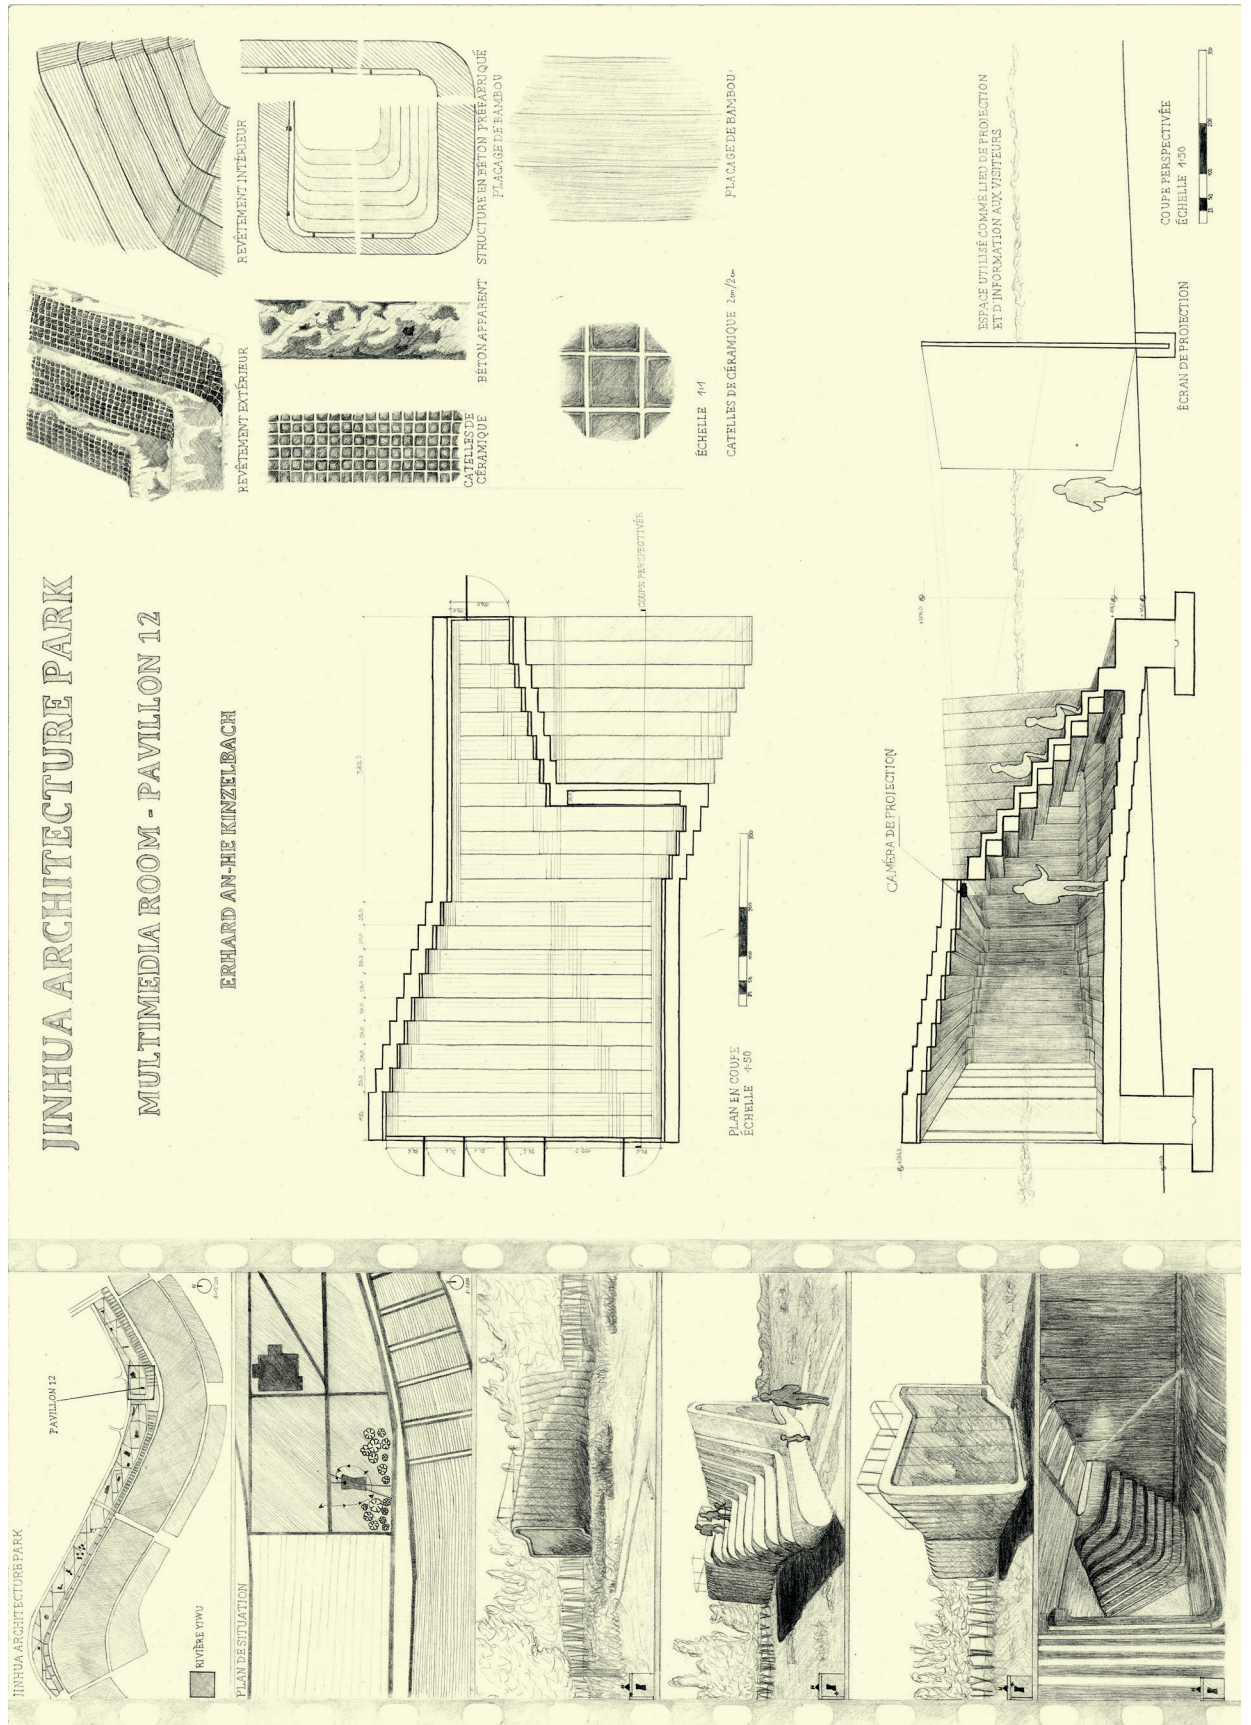 JINHUA ARCHITECTURE PARK
MULTIMEDIA ROOM - PAVILLON 12
ERHARD AN-HE KINZELBACH
REVÊTEMENT EXTÉRIEUR
REVÊTEMENT INTÉRIEUR
CATELLES DE
CÉRAMIQUE
BÉTON APPARENT
STRUCTURE EN BÉTON PRÉFABRIQUÉ
PLACAGE DE BAMBOU
ÉCHELLE 1:1
CATELLES DE CÉRAMIQUE 2cm/2cm
PLACAGE DE BAMBOU
COUPE PERSPECTIVÉE
PLAN EN COUPE
ÉCHELLE 1:50
CAMÉRA DE PROJECTION
ESPACE UTILISÉ COMME LIEU DE PROJECTION
ET D'INFORMATION AUX VISITEURS
ÉCRAN DE PROJECTION
COUPE PERSPECTIVÉE
ÉCHELLE 1:50
JINHUA ARCHITECTURE PARK
PAVILLON 12
RIVIÈRE YIWU
PLAN DE SITUATION